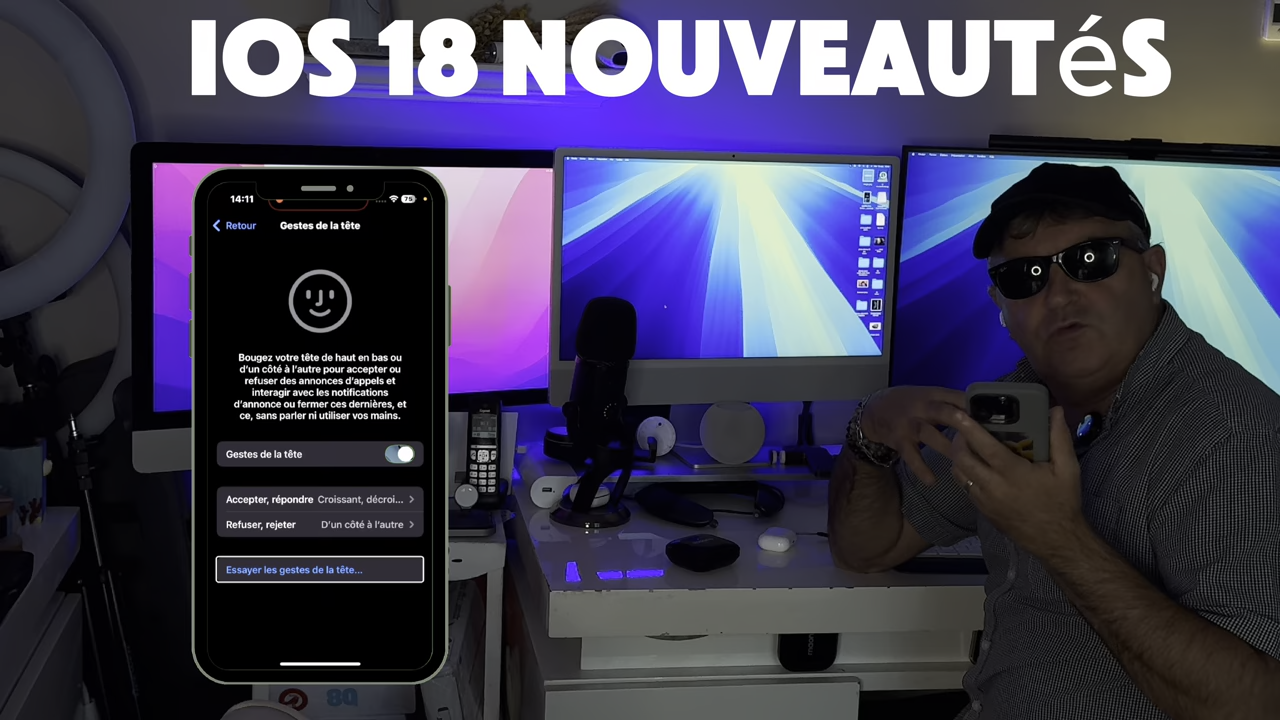 IOS 18 NOUVEAUTéS
14:11
75
Retour
Gestes de la tête
Bougez votre tête de haut en bas ou
d'un côté à l'autre pour accepter ou
refuser des annonces d'appels et
interagir avec les notifications
d'annonce ou fermer ces dernières, et
ce, sans parler ni utiliser vos mains.
Gestes de la tête
Accepter, répondre Croissant, décroi...
Refuser, rejeter D'un côté à l'autre
Essayer les gestes de la tête...